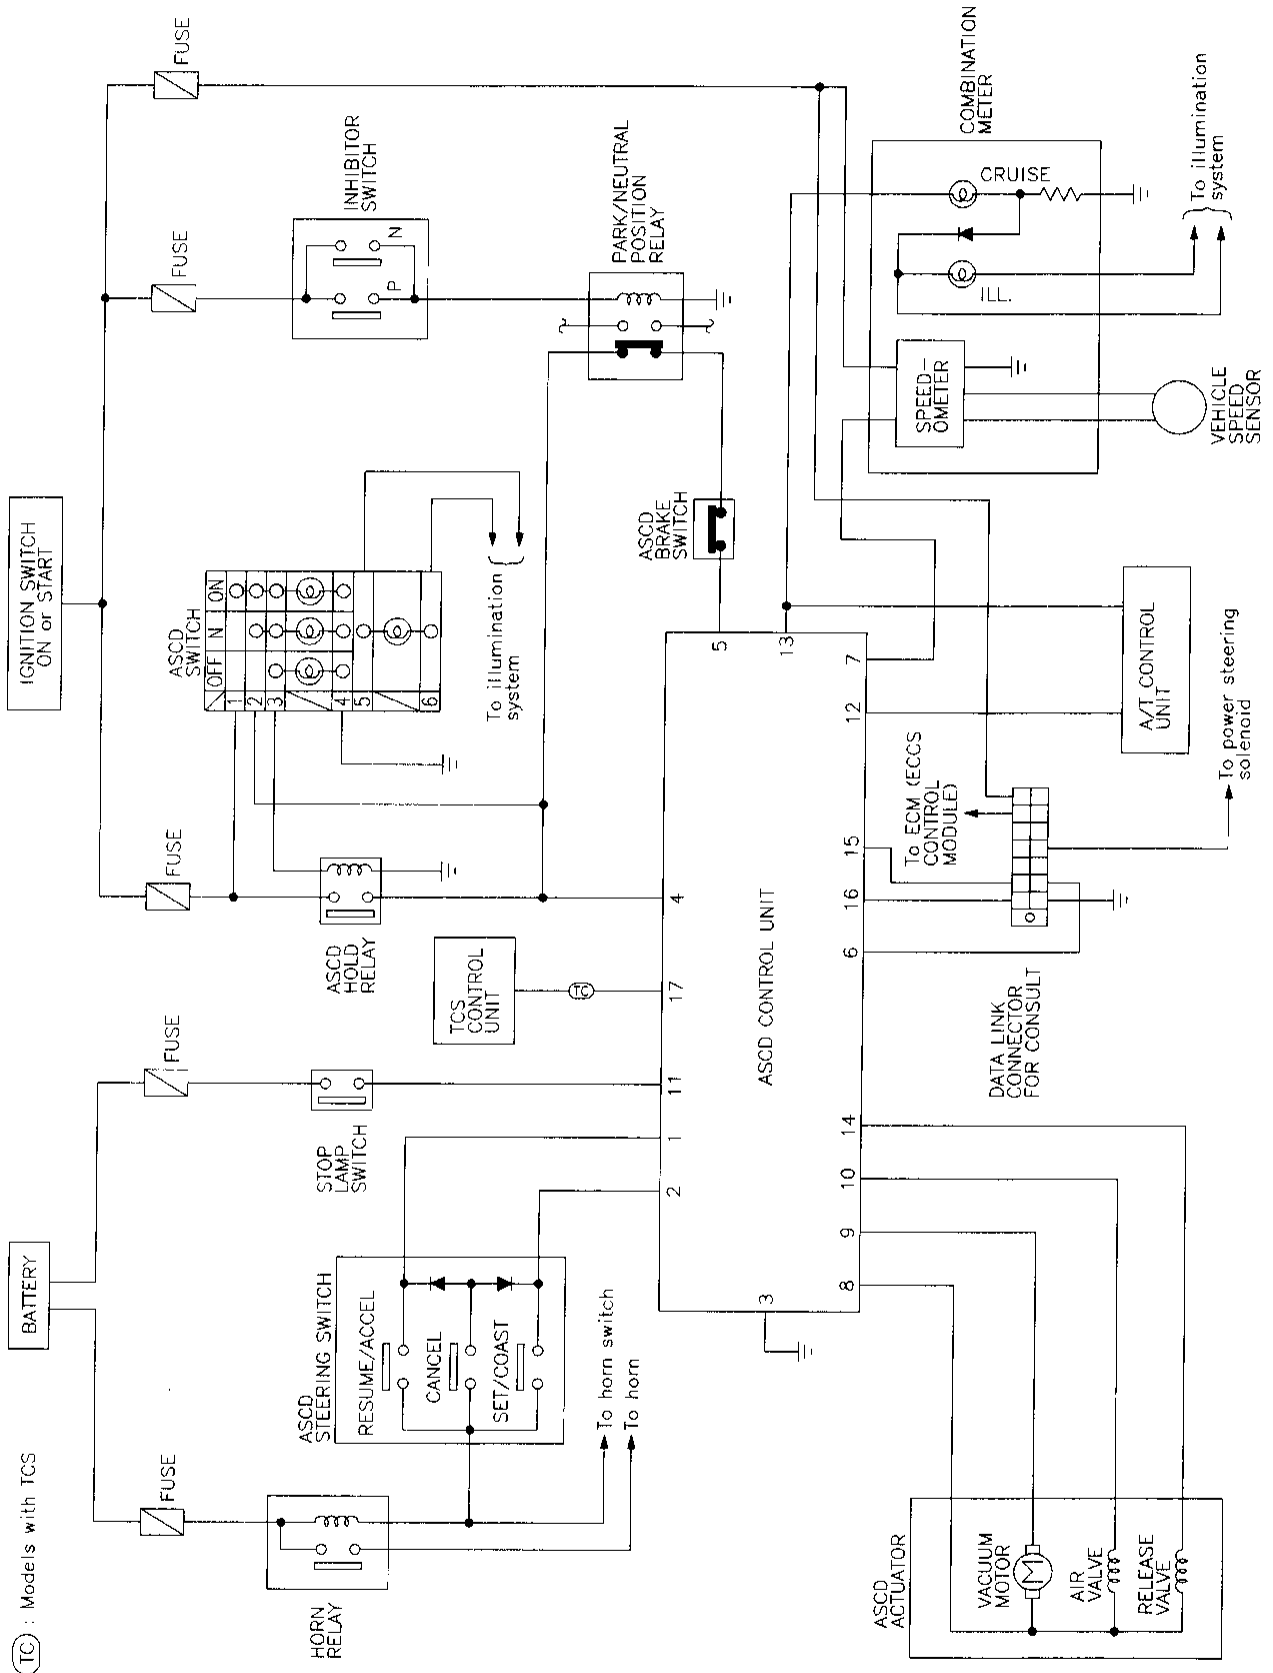 TC : Models with TCS
BATTERY
IGNITION SWITCH
ON or START
FUSE
FUSE
FUSE
FUSE
FUSE
HORN
RELAY
ASCD
STEERING SWITCH
RESUME/ACCEL
CANCEL
SET/COAST
To horn switch
To horn
STOP
LAMP
SWITCH
ASCD
HOLD
RELAY
ASCD
SWITCH
OFF N ON
1
2
3
4
5
6
To illumination
system
INHIBITOR
SWITCH
P N
PARK/NEUTRAL
POSITION
RELAY
TCS
CONTROL
UNIT
TC
ASCD
BRAKE
SWITCH
2 1 11 17 4 5
3
ASCD CONTROL UNIT
13
8 9 10 14 6 16 15 12 7
COMBINATION
METER
CRUISE
ILL.
SPEED-
OMETER
To illumination
system
VEHICLE
SPEED
SENSOR
To ECM (ECCS
CONTROL
MODULE)
DATA LINK
CONNECTOR
FOR CONSULT
A/T CONTROL
UNIT
To power steering
solenoid
ASCD
ACTUATOR
VACUUM
MOTOR
M
AIR
VALVE
RELEASE
VALVE